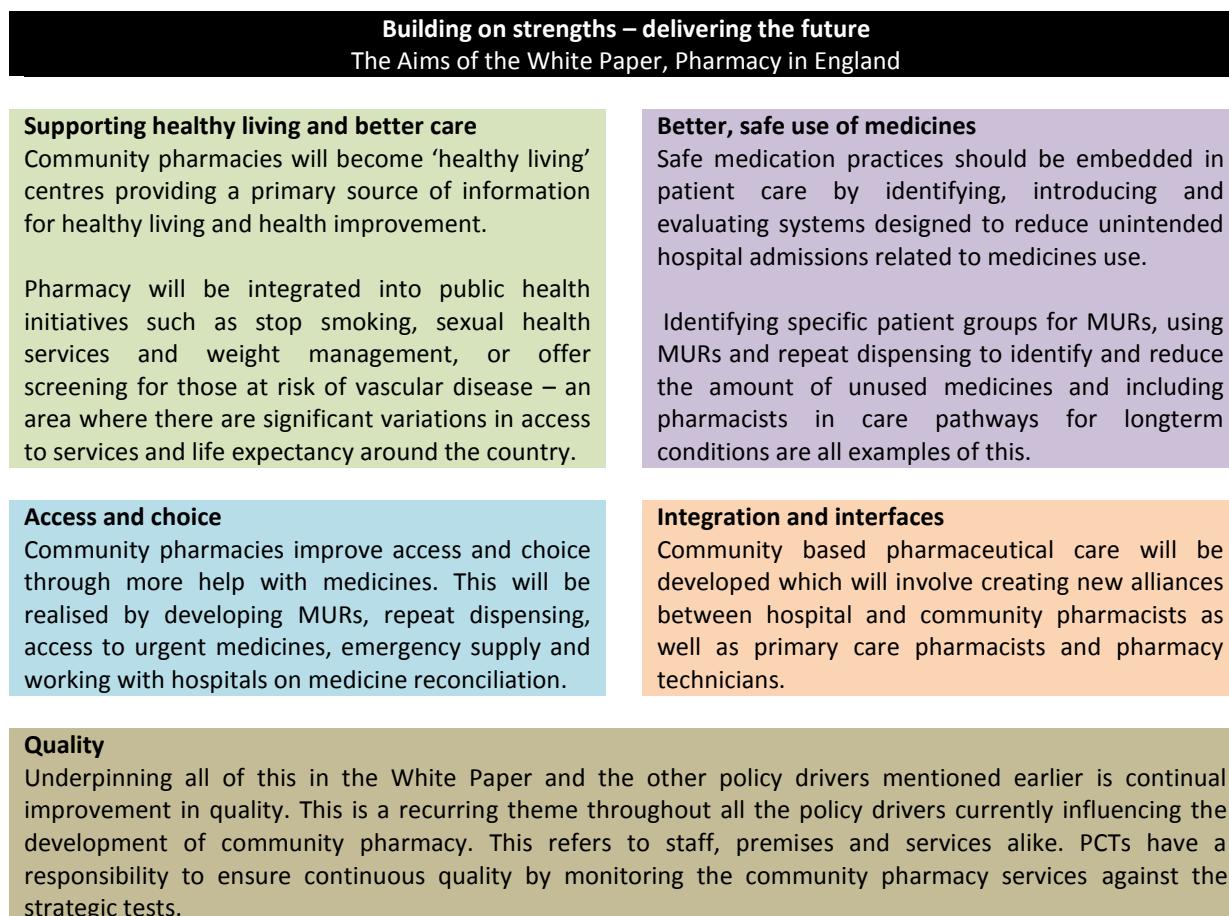 Building on strengths – delivering the future
The Aims of the White Paper, Pharmacy in England
Supporting healthy living and better care
Community pharmacies will become ‘healthy living’
centres providing a primary source of information
for healthy living and health improvement.
Pharmacy will be integrated into public health
initiatives such as stop smoking, sexual health
services and weight management, or offer
screening for those at risk of vascular disease – an
area where there are significant variations in access
to services and life expectancy around the country.
Better, safe use of medicines
Safe medication practices should be embedded in
patient care by identifying, introducing and
evaluating systems designed to reduce unintended
hospital admissions related to medicines use.
Identifying specific patient groups for MURs, using
MURs and repeat dispensing to identify and reduce
the amount of unused medicines and including
pharmacists in care pathways for longterm
conditions are all examples of this.
Access and choice
Community pharmacies improve access and choice
through more help with medicines. This will be
realised by developing MURs, repeat dispensing,
access to urgent medicines, emergency supply and
working with hospitals on medicine reconciliation.
Integration and interfaces
Community based pharmaceutical care will be
developed which will involve creating new alliances
between hospital and community pharmacists as
well as primary care pharmacists and pharmacy
technicians.
Quality
Underpinning all of this in the White Paper and the other policy drivers mentioned earlier is continual
improvement in quality. This is a recurring theme throughout all the policy drivers currently influencing the
development of community pharmacy. This refers to staff, premises and services alike. PCTs have a
responsibility to ensure continuous quality by monitoring the community pharmacy services against the
strategic tests.